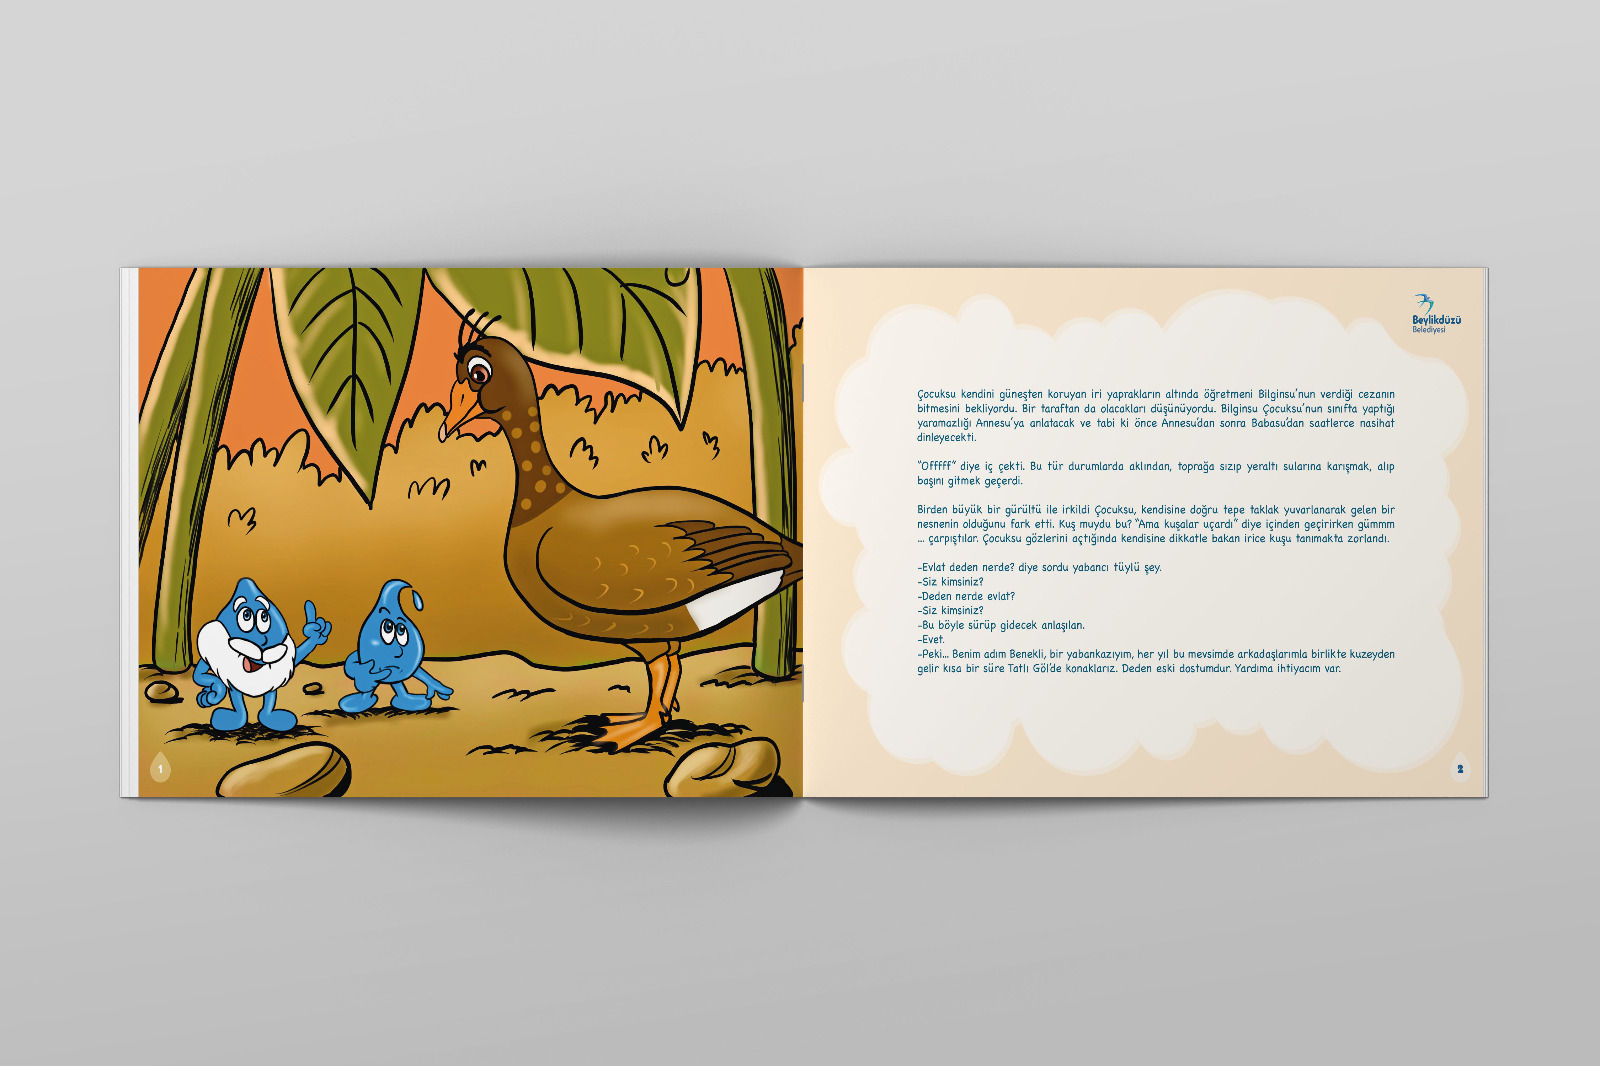 1
Beylikdüzü
Belediyesi
Çocuksu kendini güneşten koruyan iri yaprakların altında öğretmeni Bilginsu'nun verdiği cezanın
bitmesini bekliyordu. Bir taraftan da olacakları düşünüyordu. Bilginsu Çocuksu'nun sınıfta yaptığı
yaramazlığı Annesu'ya anlatacak ve tabi ki önce Annesu'dan sonra Babasu'dan saatlerce nasihat
dinleyecekti.
"Offfff" diye iç çekti. Bu tür durumlarda aklından, toprağa sızıp yeraltı sularına karışmak, alıp
başını gitmek geçerdi.
Birden büyük bir gürültü ile irkildi Çocuksu, kendisine doğru tepe taklak yuvarlanarak gelen bir
nesnenin olduğunu fark etti. Kuş muydu bu? "Ama kuşalar uçardı" diye içinden geçirirken gümmm
... çarpıştılar. Çocuksu gözlerini açtığında kendisine dikkatle bakan irice kuşu tanımakta zorlandı.
-Evlat deden nerde? diye sordu yabancı tüylü şey.
-Siz kimsiniz?
-Deden nerde evlat?
-Siz kimsiniz?
-Bu böyle sürüp gidecek anlaşılan.
-Evet.
-Peki... Benim adım Benekli, bir yabankazıyım, her yıl bu mevsimde arkadaşlarımla birlikte kuzeyden
gelir kısa bir süre Tatlı Göl'de konaklarız. Deden eski dostumdur. Yardıma ihtiyacım var.
2